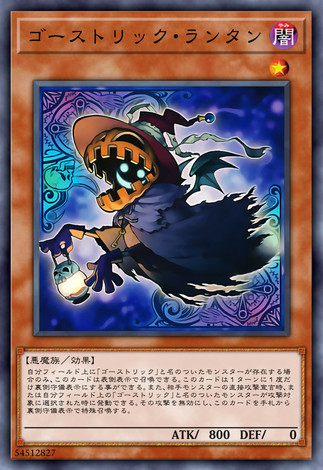 ゴーストリック・ランタン
やみ
闇
【悪魔族／効果】
自分フィールド上に「ゴーストリック」と名のついたモンスターが存在する場
合のみ、このカードは表側表示で召喚できる。このカードは１ターンに１度だ
け裏側守備表示にする事ができる。また、相手モンスターの直接攻撃宣言時、ま
たは自分フィールド上の「ゴーストリック」と名のついたモンスターが攻撃対
象に選択された時に発動できる。その攻撃を無効にし、このカードを手札から
裏側守備表示で特殊召喚する。
ATK/ 800 DEF/ 0
54512827